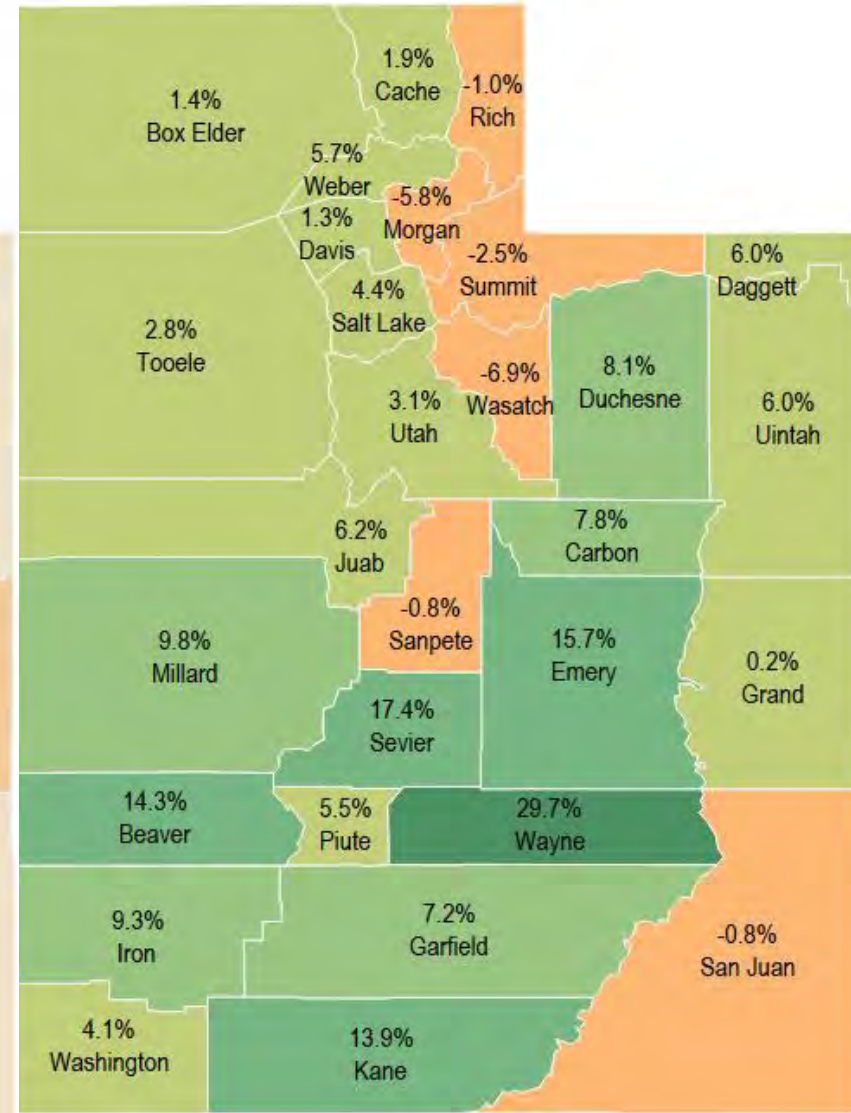 1.9%
Cache
-1.0%
Rich
1.4%
Box Elder
5.7%
Weber
-5.8%
Morgan
1.3%
Davis
-2.5%
Summit
6.0%
Daggett
4.4%
Salt Lake
2.8%
Tooele
-6.9%
Wasatch
8.1%
Duchesne
3.1%
Utah
6.0%
Uintah
6.2%
Juab
7.8%
Carbon
-0.8%
Sanpete
9.8%
Millard
15.7%
Emery
0.2%
Grand
17.4%
Sevier
14.3%
Beaver
5.5%
Piute
29.7%
Wayne
9.3%
Iron
7.2%
Garfield
-0.8%
San Juan
4.1%
Washington
13.9%
Kane